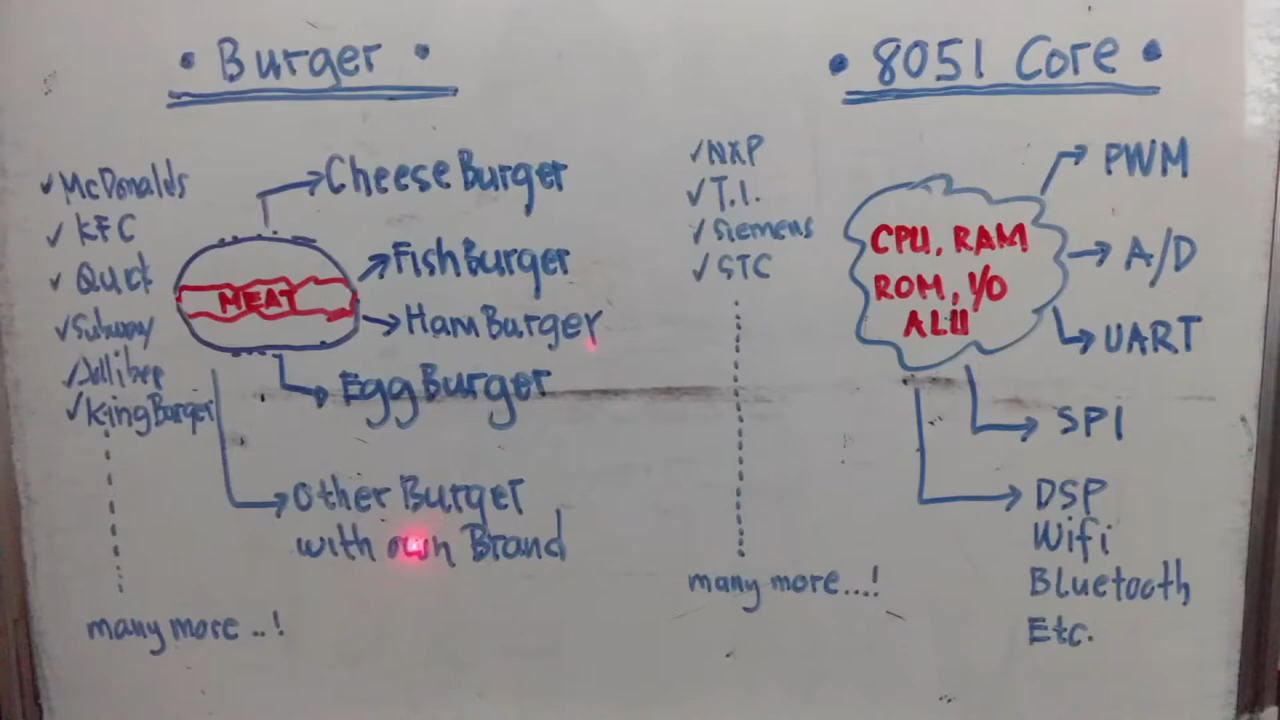 • Burger •
✓McDonalds
✓ KFC
✓ Quick
✓Subway
✓Jollibee
✓KingBurger
many more ..!
MEAT
Cheese Burger
FishBurger
Ham Burger
Egg Burger
Other Burger
with own Brand
• 8051 Core •
✓NXP
✓T.I.
✓Siemens
✓STC
many more...!
CPU, RAM
ROM, I/O
ALU
PWM
A/D
UART
SPI
DSP
Wifi
Bluetooth
Etc.